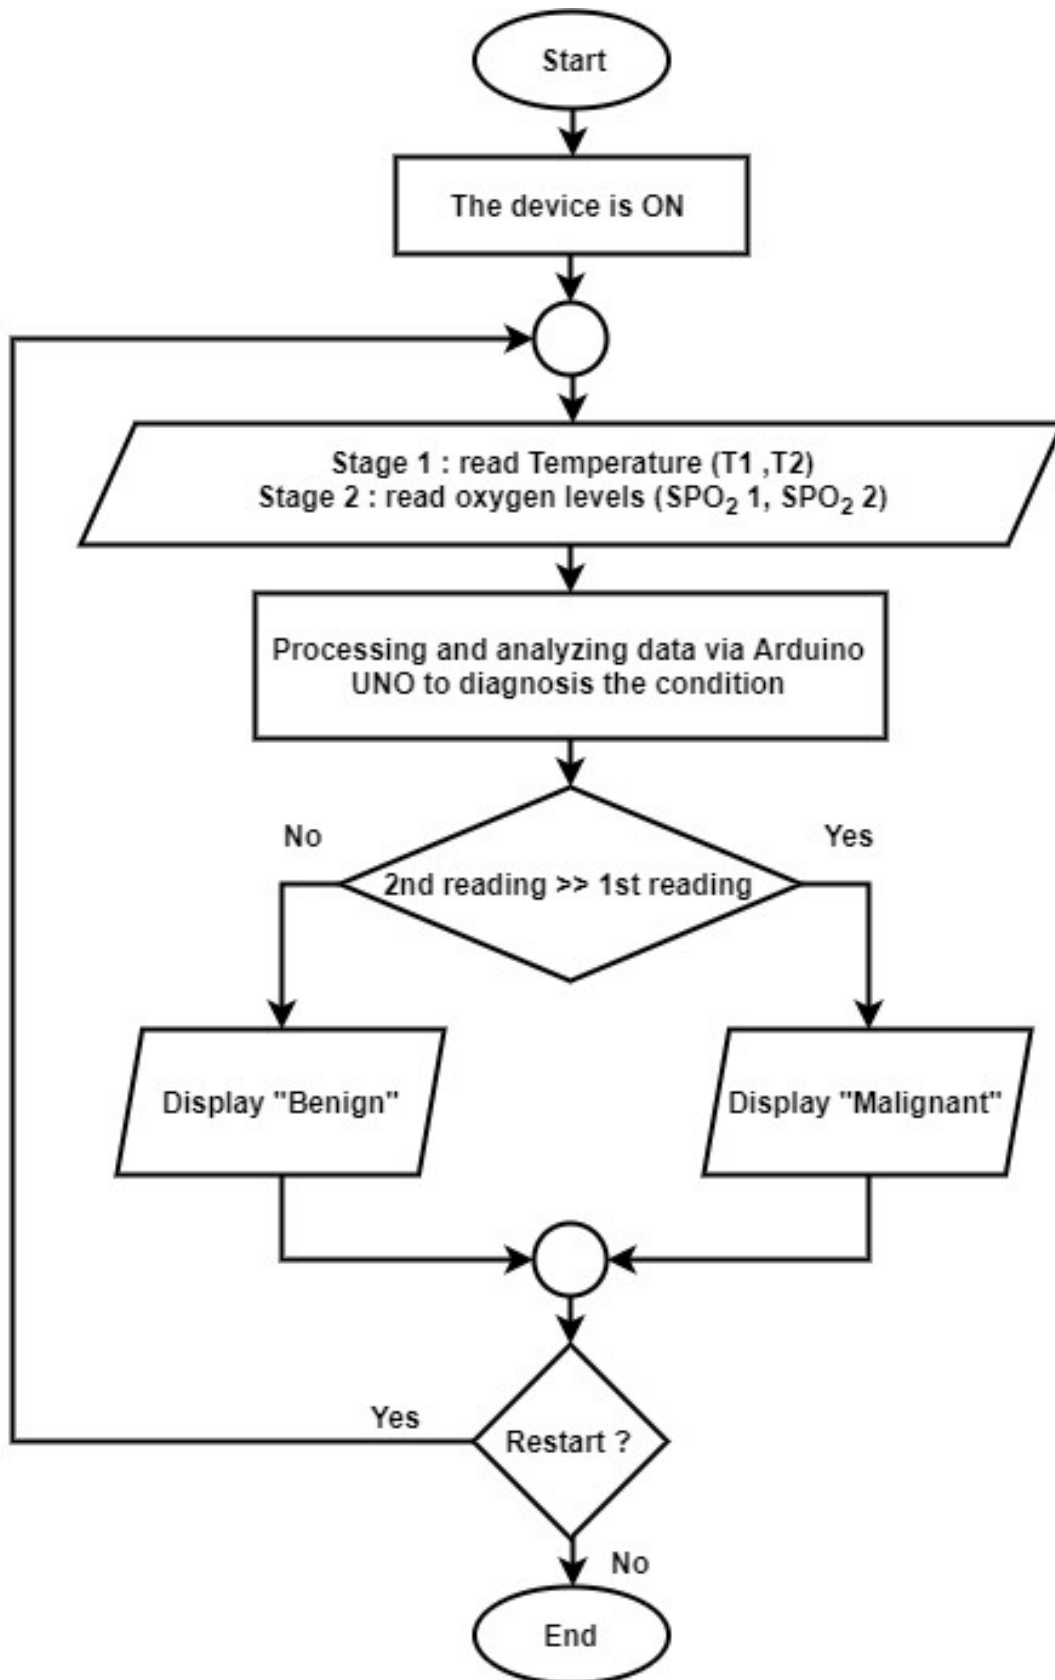 Start
The device is ON
Stage 1 : read Temperature (T1 ,T2)
Stage 2 : read oxygen levels (SPO₂ 1, SPO₂ 2)
Processing and analyzing data via Arduino
UNO to diagnosis the condition
No
Yes
2nd reading >> 1st reading
Display "Benign"
Display "Malignant"
Yes
Restart ?
No
End